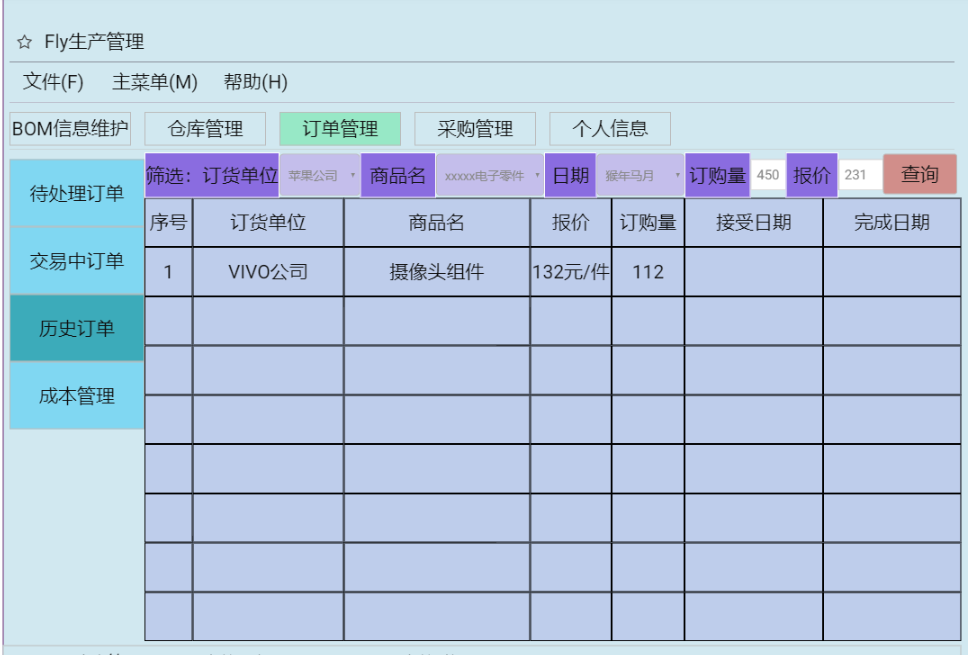 ☆ Fly生产管理
文件(F) 主菜单(M) 帮助(H)
BOM信息维护 仓库管理 订单管理 采购管理 个人信息
筛选：订货单位 苹果公司 商品名 xxxxx电子零件 日期 猴年马月 订购量 450 报价 231 查询
待处理订单
交易中订单
历史订单
成本管理
序号 订货单位 商品名 报价 订购量 接受日期 完成日期
1 VIVO公司 摄像头组件 132元/件 112